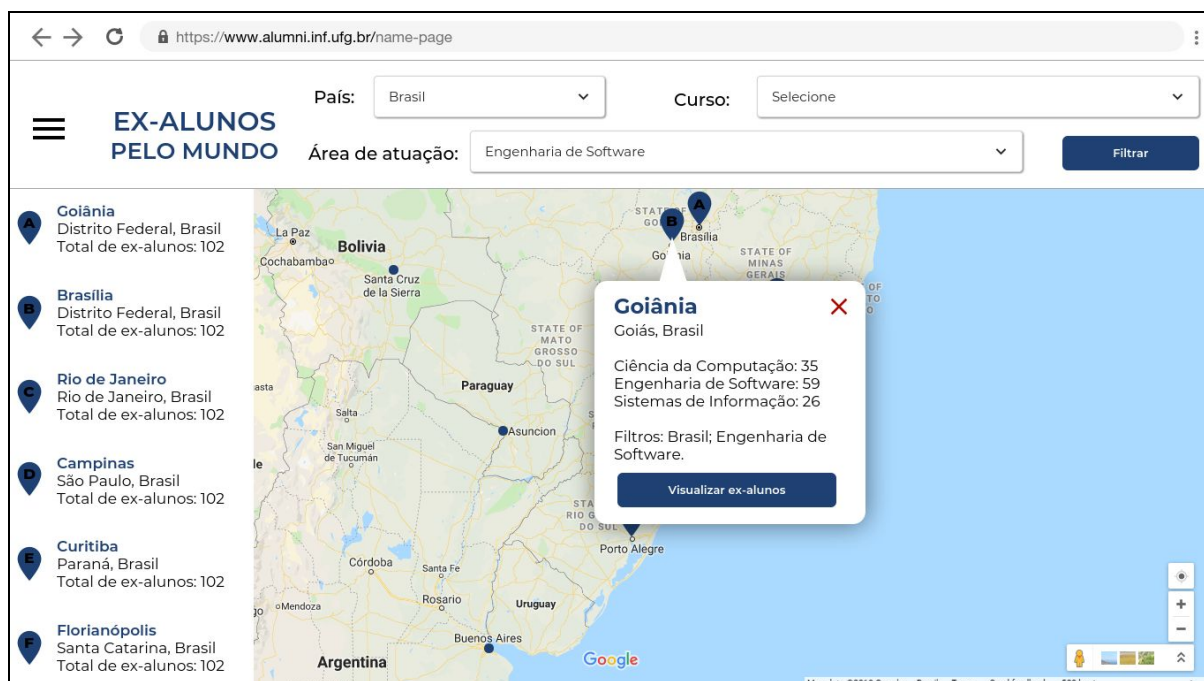 https://www.alumni.inf.ufg.br/name-page
EX-ALUNOS
PELO MUNDO
País:
Brasil
Curso:
Selecione
Área de atuação:
Engenharia de Software
Filtrar
A
Goiânia
Distrito Federal, Brasil
Total de ex-alunos: 102
B
Brasília
Distrito Federal, Brasil
Total de ex-alunos: 102
C
Rio de Janeiro
Rio de Janeiro, Brasil
Total de ex-alunos: 102
D
Campinas
São Paulo, Brasil
Total de ex-alunos: 102
E
Curitiba
Paraná, Brasil
Total de ex-alunos: 102
F
Florianópolis
Santa Catarina, Brasil
Total de ex-alunos: 102
A
B
Brasília
La Paz
Bolivia
Cochabamba
Santa Cruz
de la Sierra
STATE OF
MINAS
GERAIS
STATE OF
MATO
GROSSO
DO SUL
Paraguay
Salta
Asuncion
San Miguel
de Tucumán
Goiânia
Goiás, Brasil
Ciência da Computação: 35
Engenharia de Software: 59
Sistemas de Informação: 26
Filtros: Brasil; Engenharia de
Software.
Visualizar ex-alunos
DO SUL
Porto Alegre
Córdoba
Santa Fe
Mendoza
Rosario
Uruguay
Buenos Aires
Argentina
Google